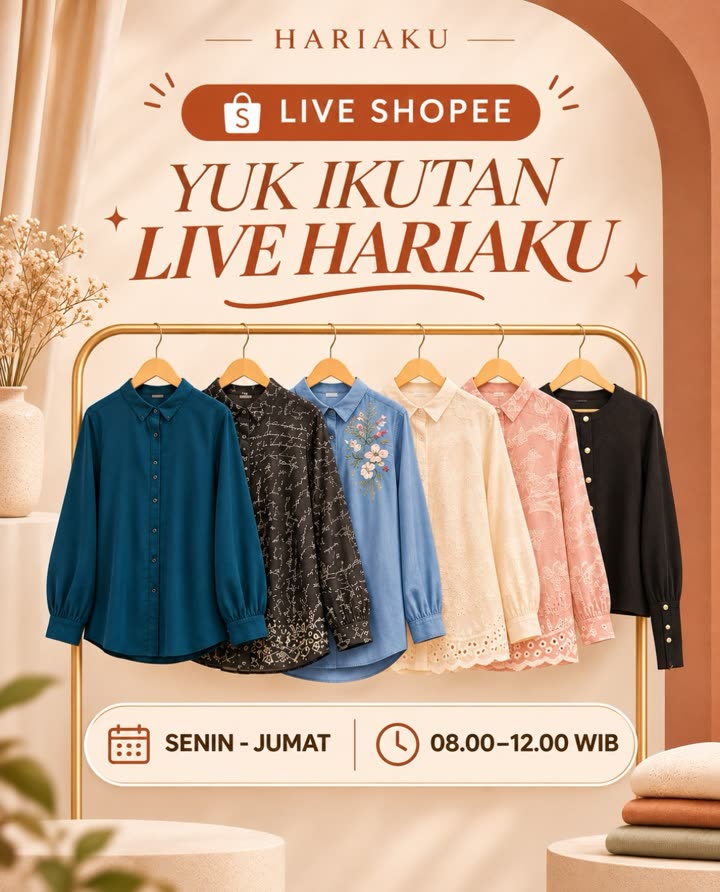 HARIAKU
S LIVE SHOPEE
YUK IKUTAN
LIVE HARIAKU
SENIN - JUMAT
08.00–12.00 WIB